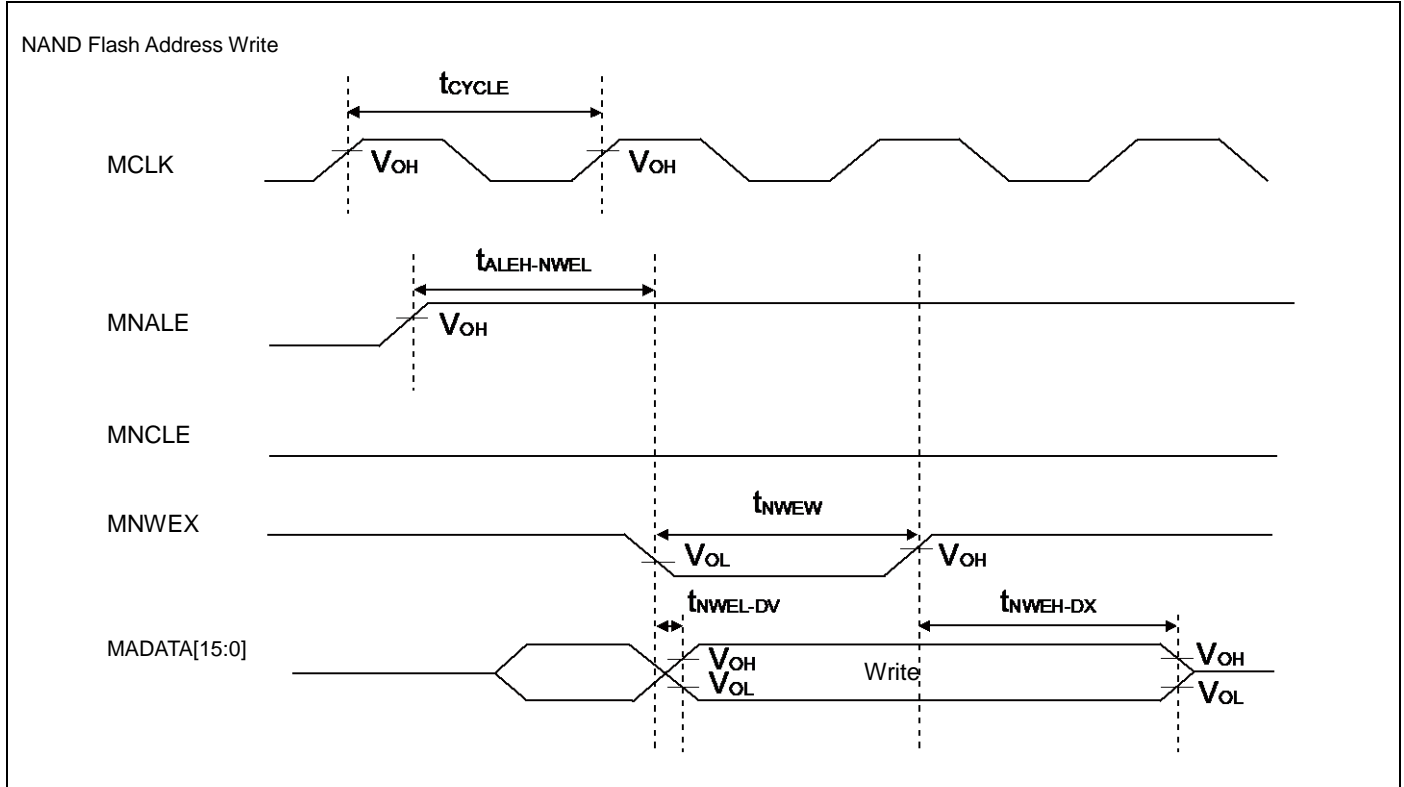 NAND Flash Address Write
tCYCLE
MCLK
VOH
VOH
tALEH-NWEL
MNALE
VOH
MNCLE
tNWEW
MNWEX
VOL
VOH
tNWEL-DV
tNWEH-DX
MADATA[15:0]
VOH
Write
VOH
VOL
VOL